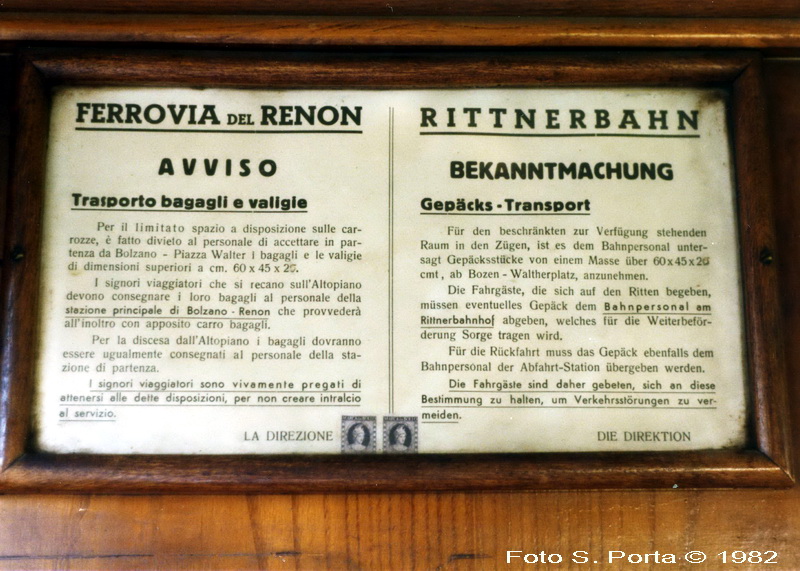 FERROVIA DEL RENON
AVVISO
Trasporto bagagli e valigie
Per il limitato spazio a disposizione sulle car-
rozze, è fatto divieto al personale di accettare in par-
tenza da Bolzano - Piazza Walter i bagagli e le valigie
di dimensioni superiori a cm. 60 x 45 x
I signori viaggiatori che si recano sull'Altopiano
devono consegnare i loro bagagli al personale della
stazione principale di Bolzano - Renon che provvederà
all'inoltro con apposito carro bagagli.
Per la discesa dall'Altopiano i bagagli dovranno
essere ugualmente consegnati al personale della sta-
zione di partenza.
I signori viaggiatori sono vivamente pregati di
attenersi alle dette disposizioni, per non creare intralcio
al servizio.
LA DIREZIONE
RITTNERBAHN
BEKANNTMACHUNG
Gepäcks - Transport
Für den beschränkten zur Verfügung stehenden
Raum in den Zügen, ist es dem Bahnpersonal unter-
sagt Gepäcksstücke von einem Masse über 60 x 45 x
cmt, ab Bozen - Waltherplatz, anzunehmen.
Die Fahrgäste, die sich auf den Ritten begeben,
müssen eventuelles Gepäck dem Bahnpersonal am
Rittnerbahnhof abgeben, welches für die Weiterbeför-
derung Sorge tragen wird.
Für die Rückfahrt muss das Gepäck ebenfalls dem
Bahnpersonal der Abfahrt-Station übergeben werden.
Die Fahrgäste sind daher gebeten, sich an diese
Bestimmung zu halten, um Verkehrsstörungen zu ver-
meiden.
DIE DIREKTION
Foto S. Porta © 1982